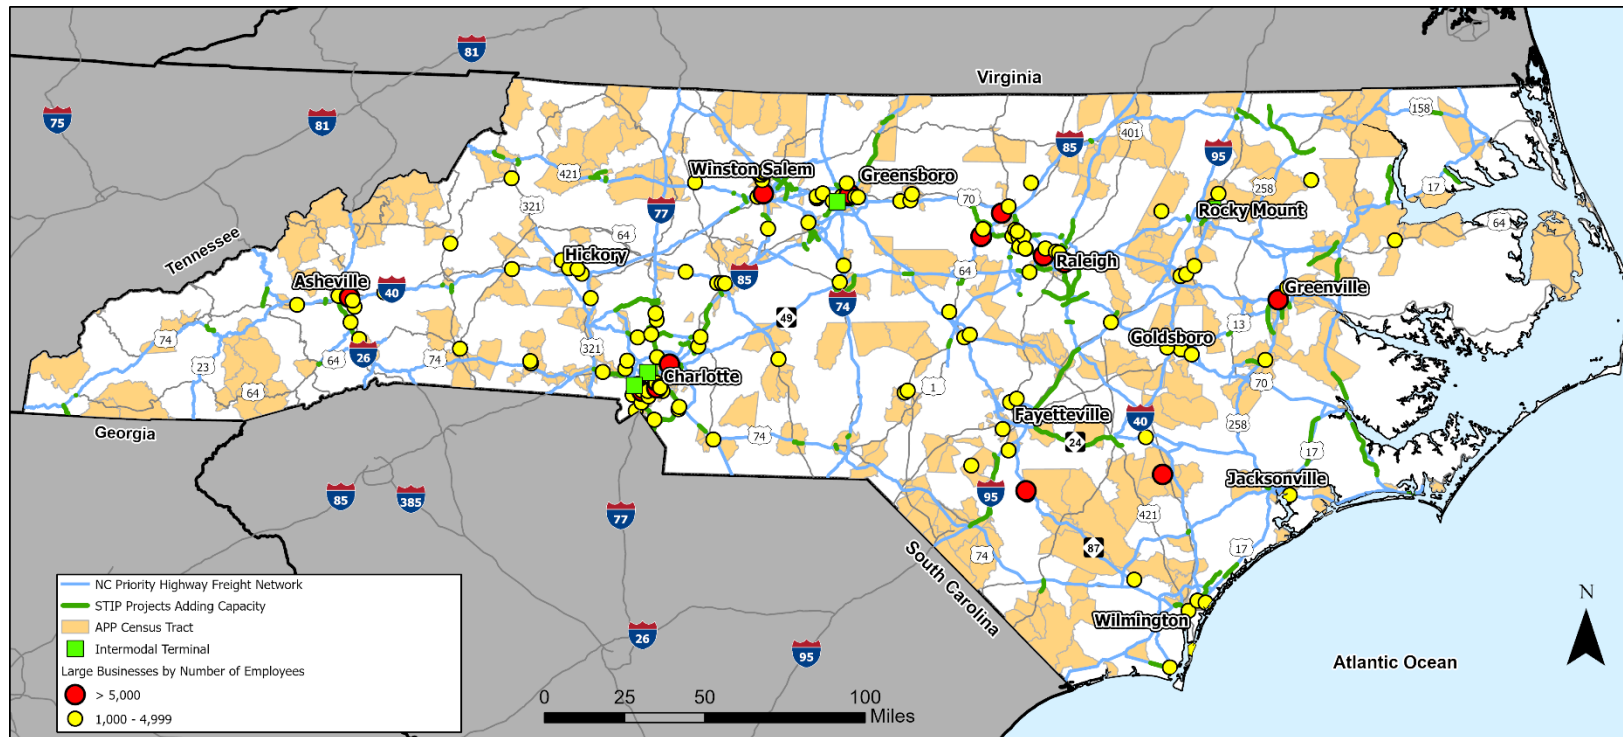 81
Virginia
75
81
158
401
85
95
421
Winston Salem
Greensboro
258
17
77
70
321
Rocky Mount
64
64
Tennessee
Hickory
Raleigh
64
85
Asheville
40
Greenville
74
49
13
74
Goldsboro
64
23
26
74
321
Charlotte
70
64
1
Georgia
Fayetteville
40
258
74
24
17
Jacksonville
85
385
95
77
421
74
87
17
South Carolina
NC Priority Highway Freight Network
STIP Projects Adding Capacity
APP Census Tract
Intermodal Terminal
Large Businesses by Number of Employees
> 5,000
1,000 - 4,999
26
95
Wilmington
N
Atlantic Ocean
0 25 50 100
Miles